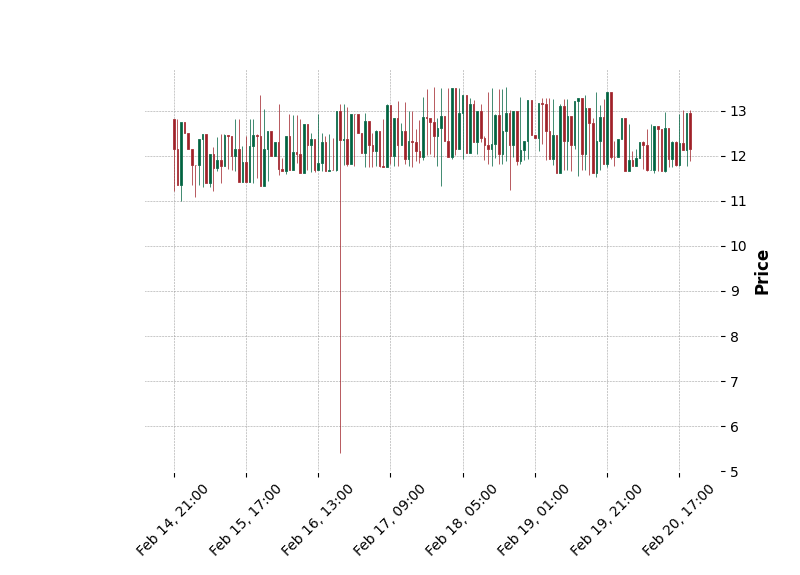 13
12
11
10
9
8
7
6
5
Price
Feb 14, 21:00
Feb 15, 17:00
Feb 16, 13:00
Feb 17, 09:00
Feb 18, 05:00
Feb 19, 01:00
Feb 19, 21:00
Feb 20, 17:00